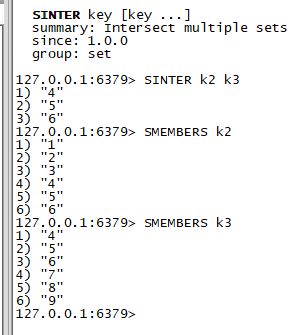 SINTER key [key ...]
summary: Intersect multiple sets
since: 1.0.0
group: set
127.0.0.1:6379> SINTER k2 k3
1) "4"
2) "5"
3) "6"
127.0.0.1:6379> SMEMBERS k2
1) "1"
2) "2"
3) "3"
4) "4"
5) "5"
6) "6"
127.0.0.1:6379> SMEMBERS k3
1) "4"
2) "5"
3) "6"
4) "7"
5) "8"
6) "9"
127.0.0.1:6379>